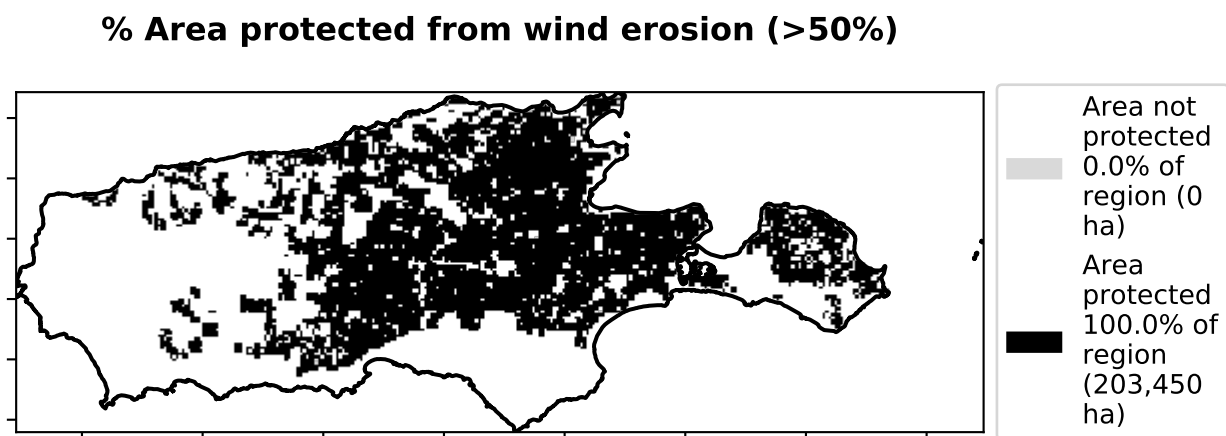 % Area protected from wind erosion (>50%)
Area not
protected
0.0% of
region (0
ha)
Area
protected
100.0% of
region
(203,450
ha)